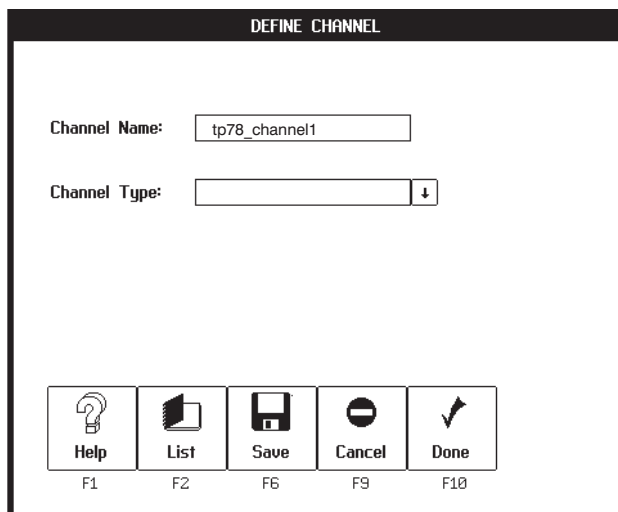 DEFINE CHANNEL
Channel Name: tp78_channel1
Channel Type:
Help List Save Cancel Done
F1 F2 F6 F9 F10